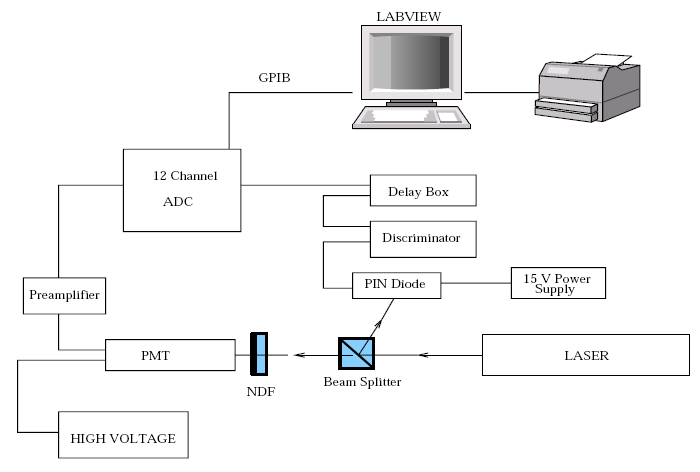 LABVIEW
GPIB
12 Channel
ADC
Delay Box
Discriminator
PIN Diode
15 V Power
Supply
Preamplifier
PMT
NDF
Beam Splitter
LASER
HIGH VOLTAGE